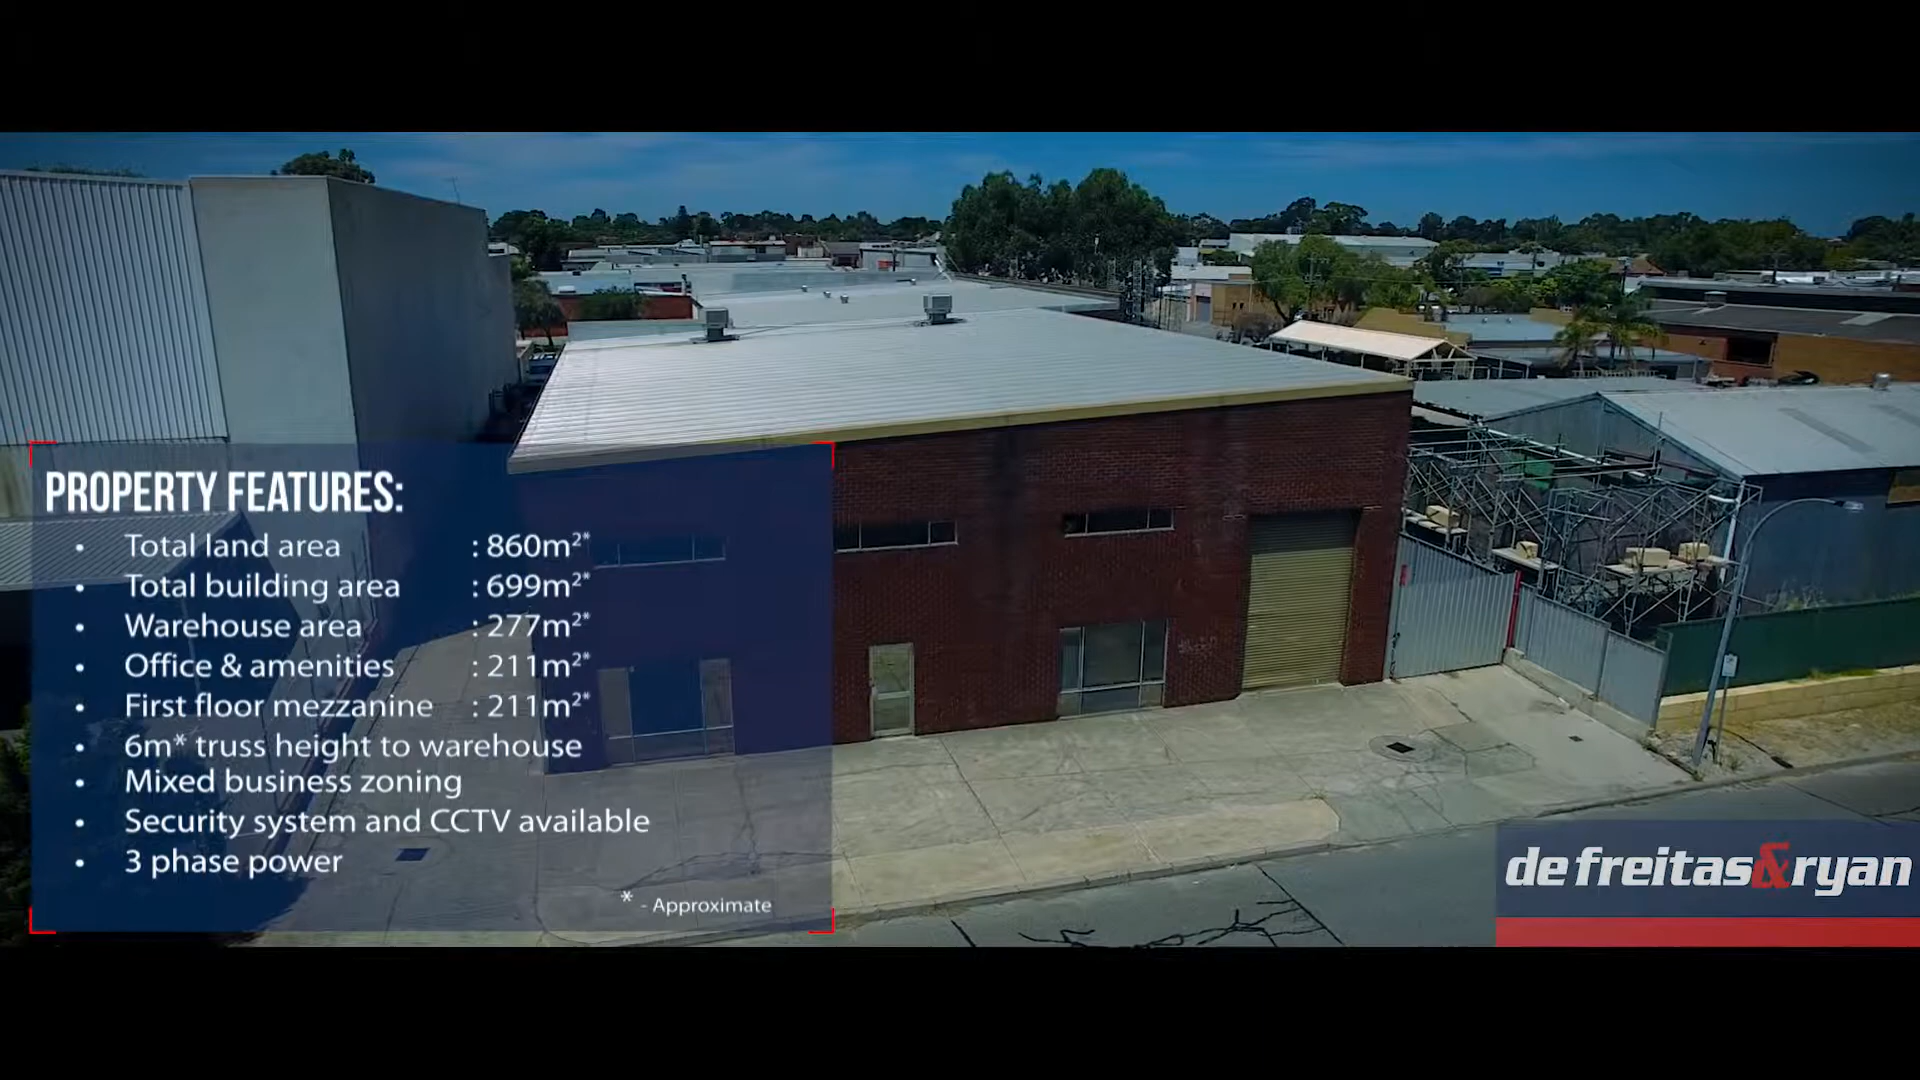 PROPERTY FEATURES:
• Total land area : 860m²*
• Total building area : 699m²*
• Warehouse area : 277m²*
• Office & amenities : 211m²*
• First floor mezzanine : 211m²*
• 6m* truss height to warehouse
• Mixed business zoning
• Security system and CCTV available
• 3 phase power
* - Approximate
de freitas&ryan